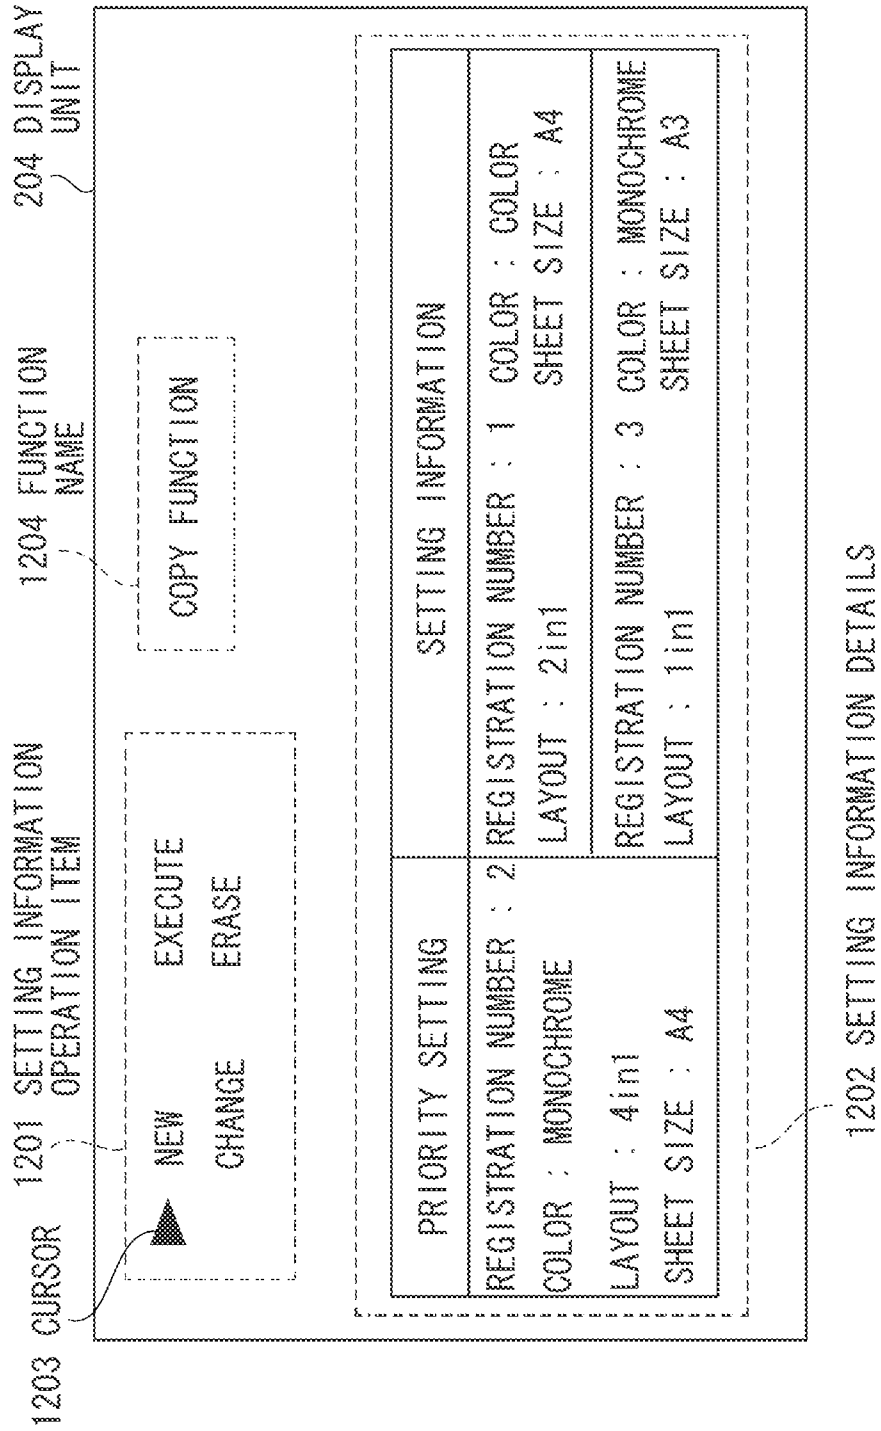 1203 CURSOR
1201 SETTING INFORMATION
OPERATION ITEM
1204 FUNCTION
NAME
204 DISPLAY
UNIT
NEW EXECUTE
CHANGE ERASE
COPY FUNCTION
PRIORITY SETTING
REGISTRATION NUMBER : 2
COLOR : MONOCHROME
LAYOUT : 4in1
SHEET SIZE : A4
SETTING INFORMATION
REGISTRATION NUMBER : 1 COLOR : COLOR
LAYOUT : 2in1 SHEET SIZE : A4
REGISTRATION NUMBER : 3 COLOR : MONOCHROME
LAYOUT : 1in1 SHEET SIZE : A3
1202 SETTING INFORMATION DETAILS